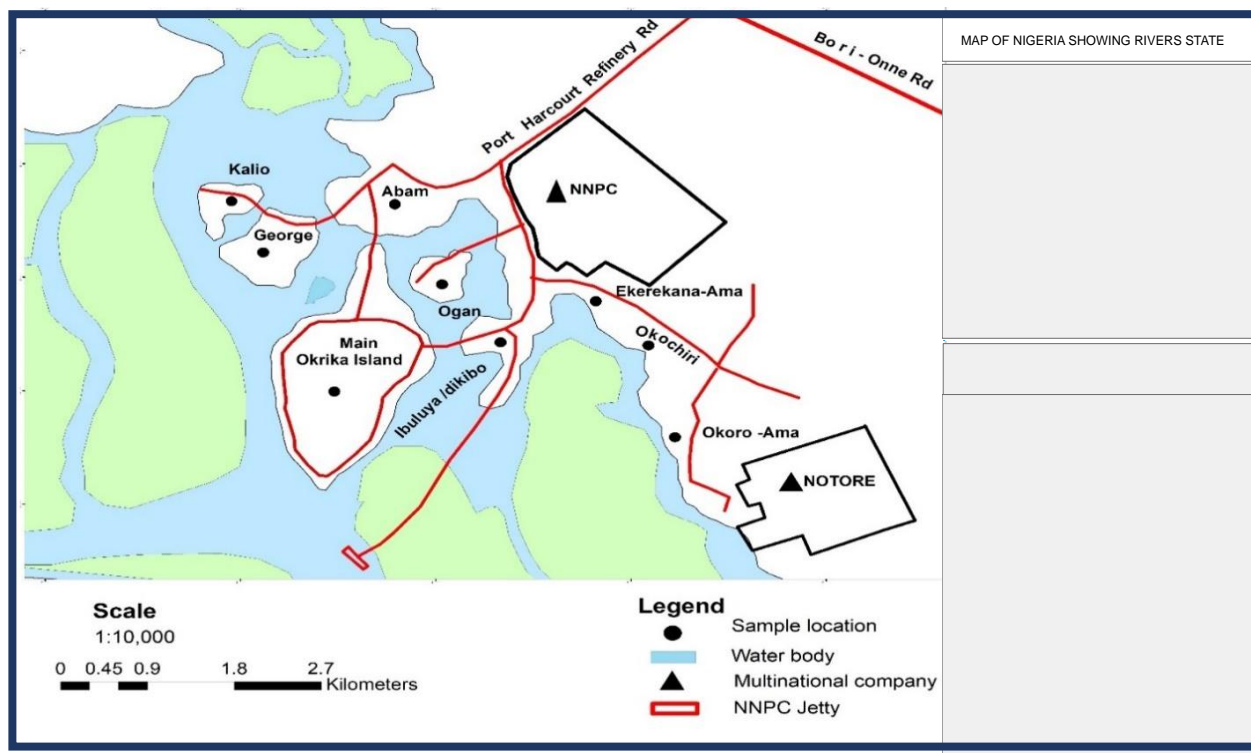 MAP OF NIGERIA SHOWING RIVERS STATE
Bori-Onne Rd
Port Harcourt Refinery Rd
Kalio
Abam
NNPC
George
Ekerekana-Ama
Ogan
Okochiri
Main
Okrika Island
Ibuluya /dikibo
Okoro -Ama
NOTORE
Scale
1:10,000
0 0.45 0.9 1.8 2.7
Kilometers
Legend
Sample location
Water body
Multinational company
NNPC Jetty